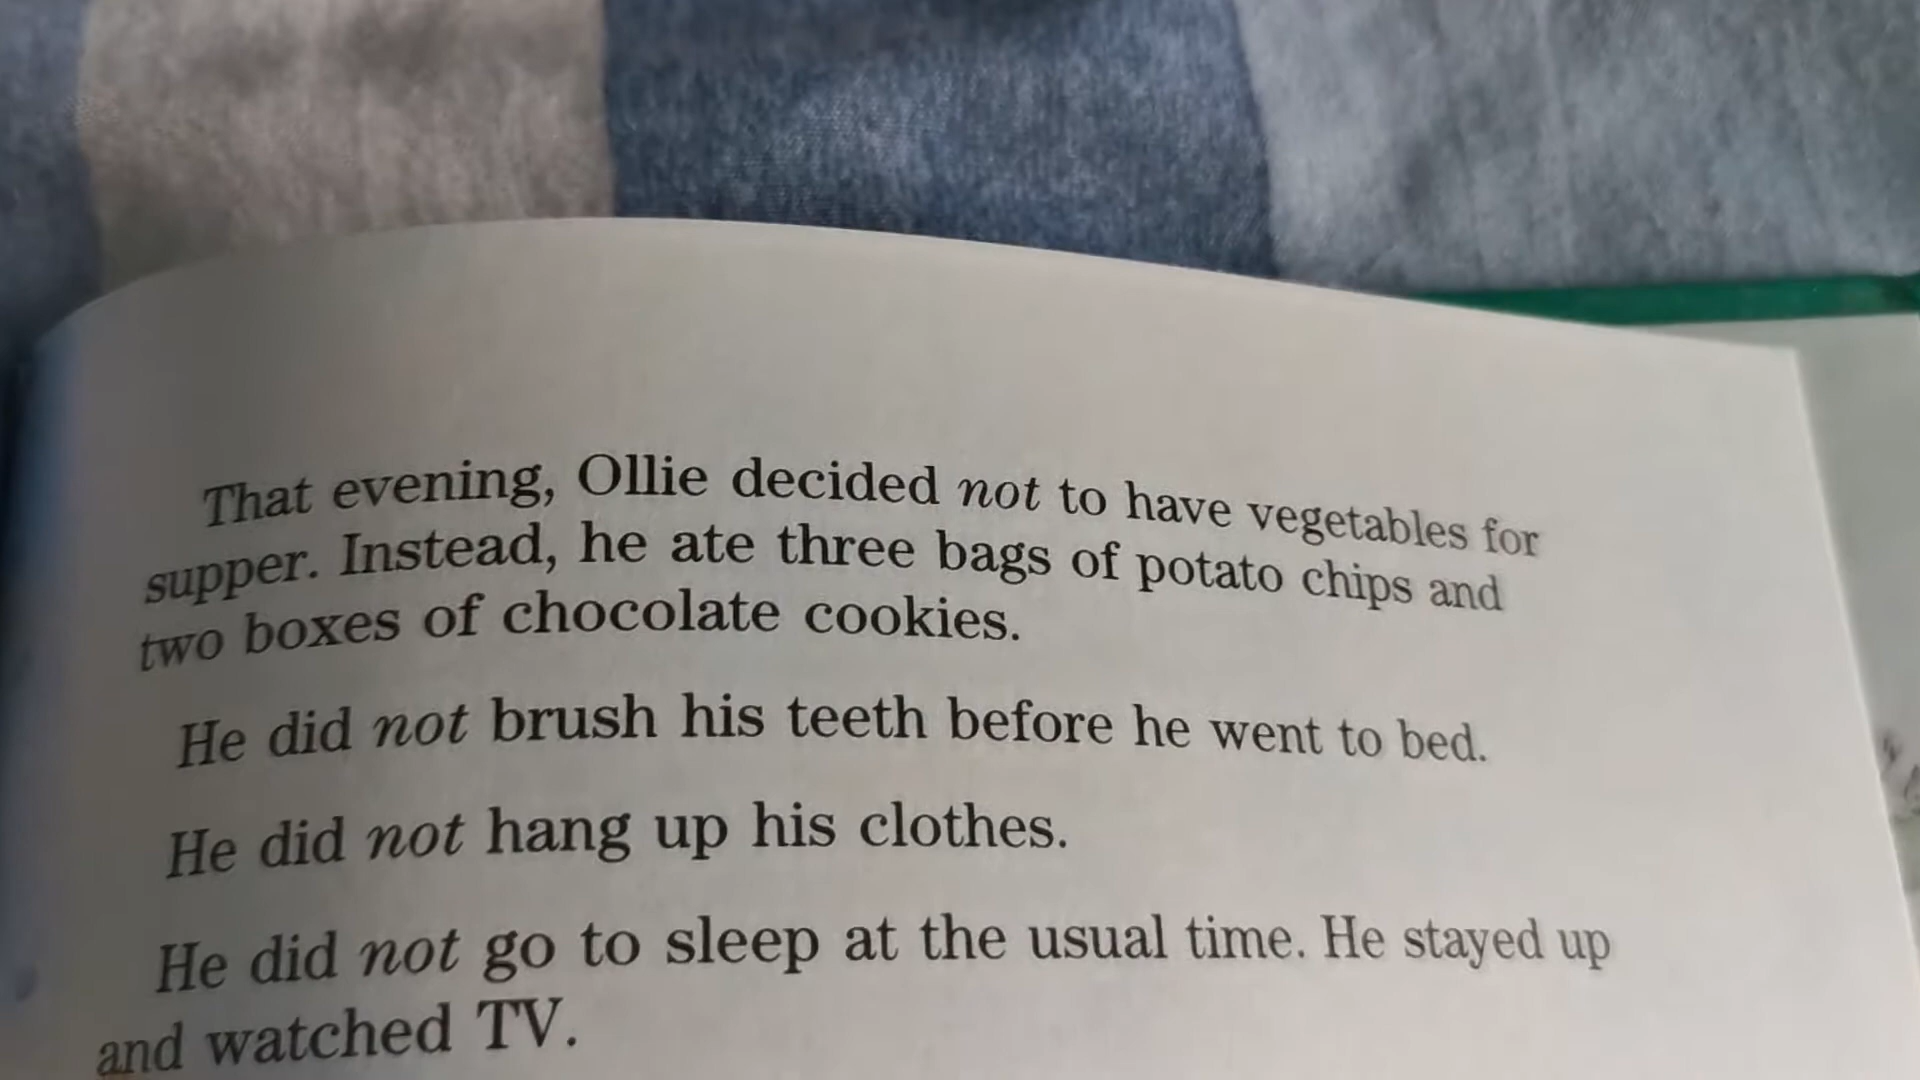 That evening, Ollie decided not to have vegetables for
supper. Instead, he ate three bags of potato chips and
two boxes of chocolate cookies.
He did not brush his teeth before he went to bed.
He did not hang up his clothes.
He did not go to sleep at the usual time. He stayed up
and watched TV.